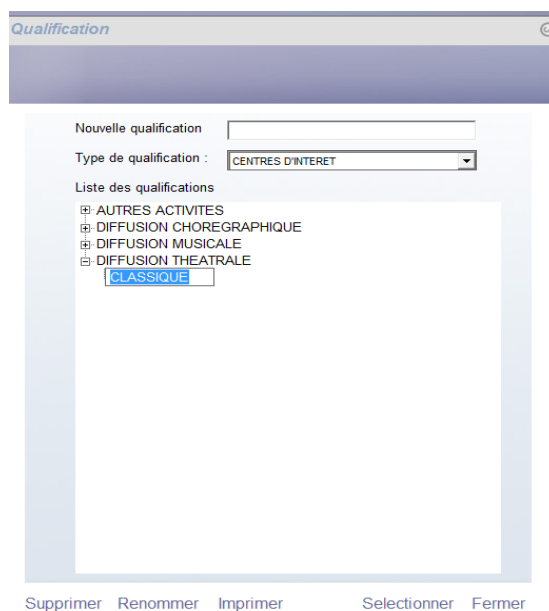 Qualification
Nouvelle qualification
Type de qualification : CENTRES D'INTERET
Liste des qualifications
AUTRES ACTIVITES
DIFFUSION CHOREGRAPHIQUE
DIFFUSION MUSICALE
DIFFUSION THEATRALE
CLASSIQUE
Supprimer Renommer Imprimer Selectionner Fermer